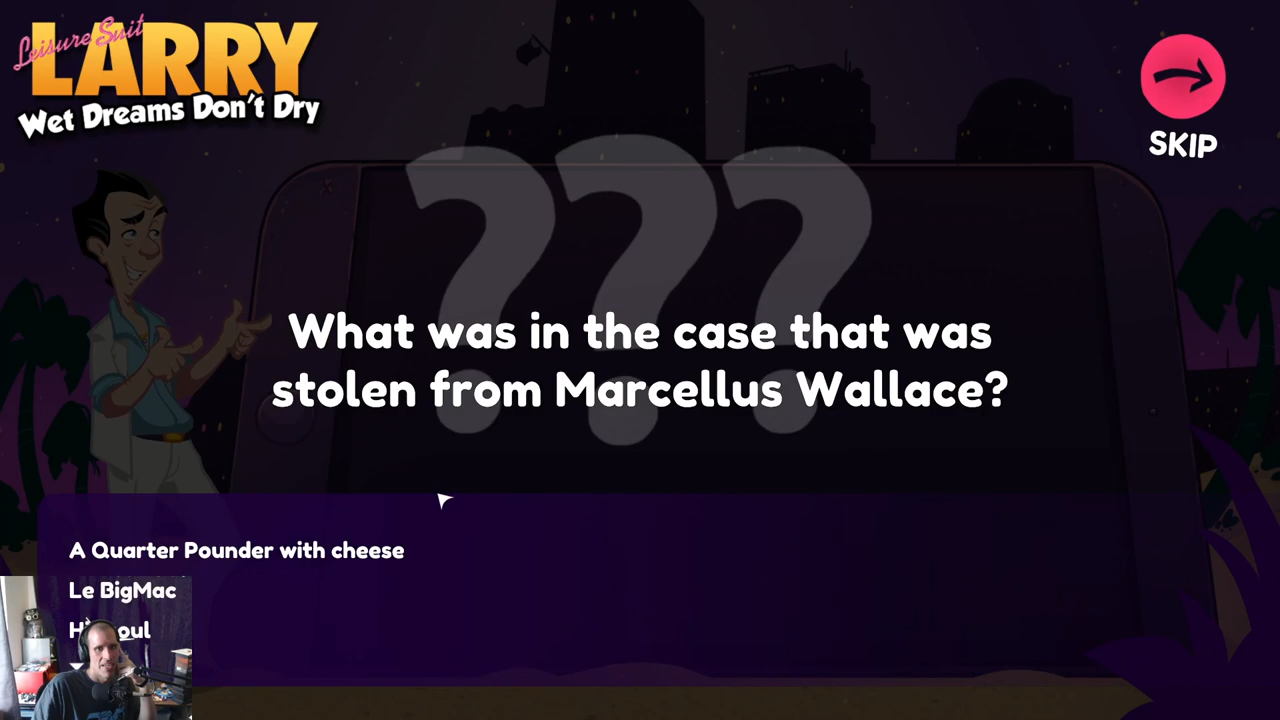 Leisure Suit
LARRY
Wet Dreams Don't Dry
SKIP
???
What was in the case that was
stolen from Marcellus Wallace?
A Quarter Pounder with cheese
Le BigMac